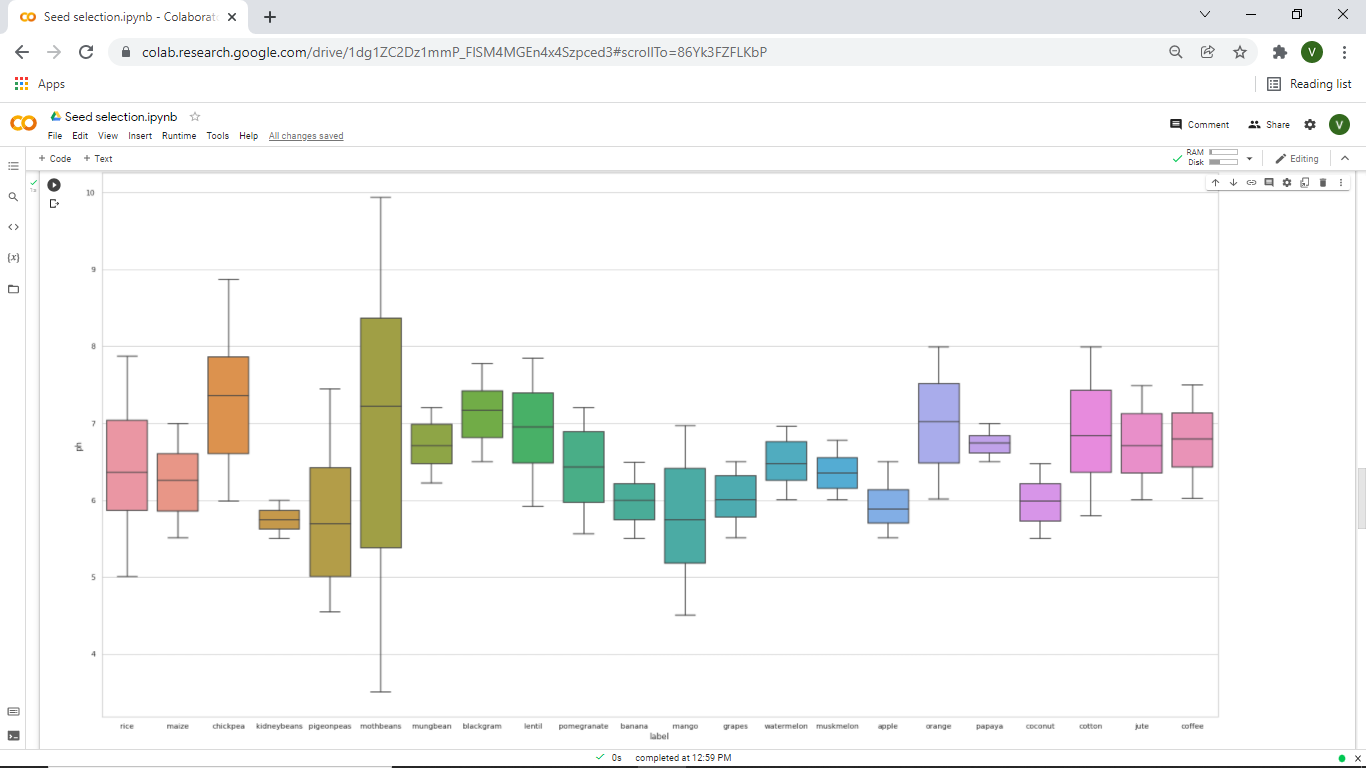 Seed selection.ipynb - Colaborat
colab.research.google.com/drive/1dg1ZC2Dz1mmP_FlSM4MGEn4x4Szpced3#scrollTo=86Yk3FZFLKbP
V
Apps
Reading list
Seed selection.ipynb
File Edit View Insert Runtime Tools Help All changes saved
Comment Share V
+ Code + Text
RAM
Disk
Editing
10
9
8
7
6
5
4
ph
rice maize chickpea kidneybeans pigeonpeas mothbeans mungbean blackgram lentil pomegranate banana mango grapes watermelon muskmelon apple orange papaya coconut cotton jute coffee
label
0s completed at 12:59 PM